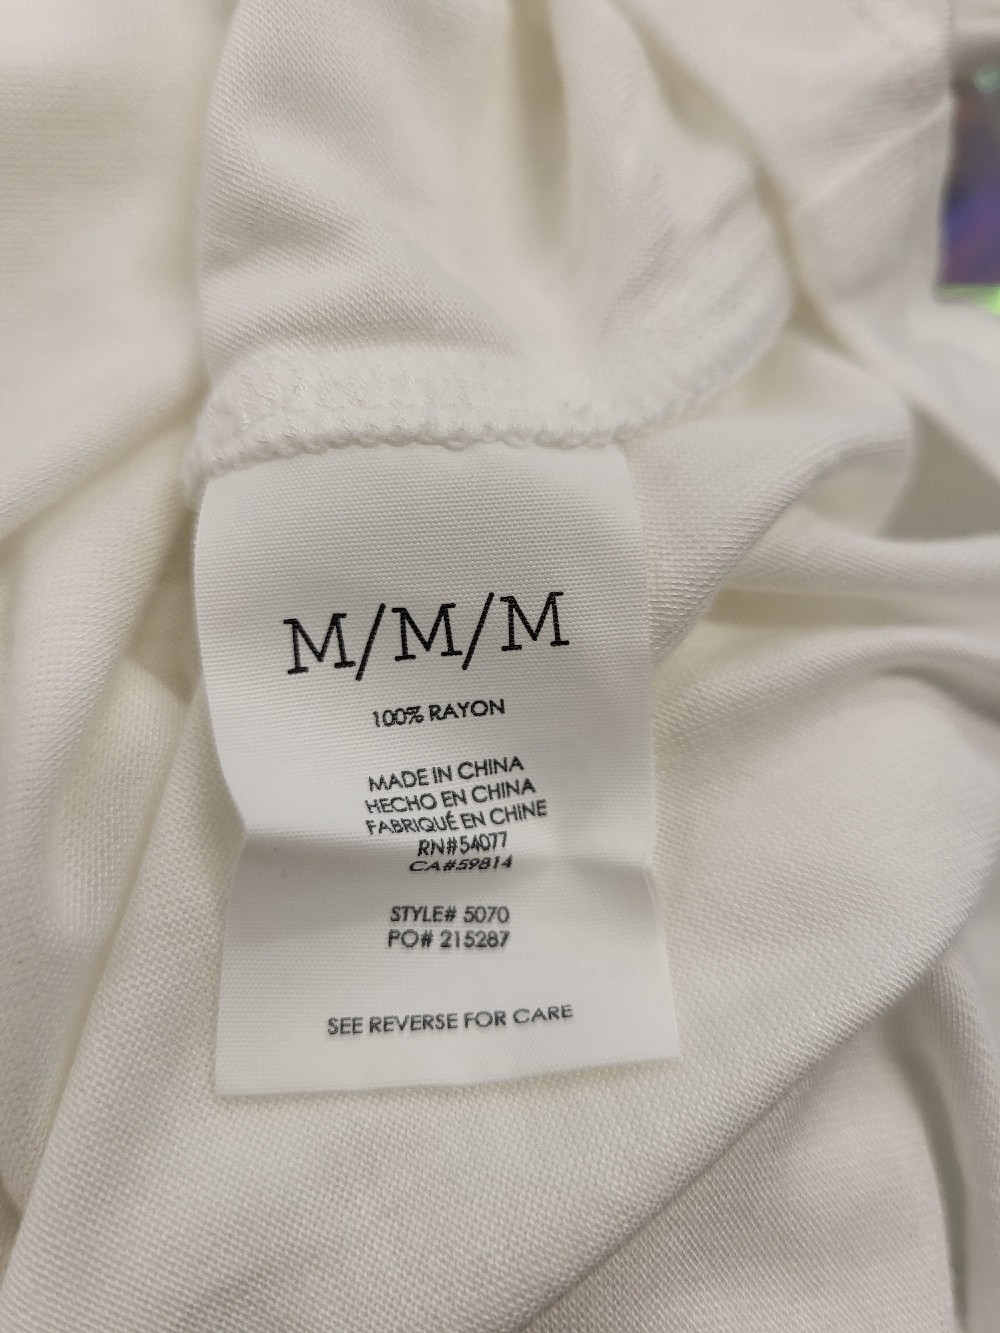 M/M/M
100% RAYON
MADE IN CHINA
HECHO EN CHINA
FABRIQUÉ EN CHINE
RN#54077
CA#59814
STYLE# 5070
PO# 215287
SEE REVERSE FOR CARE